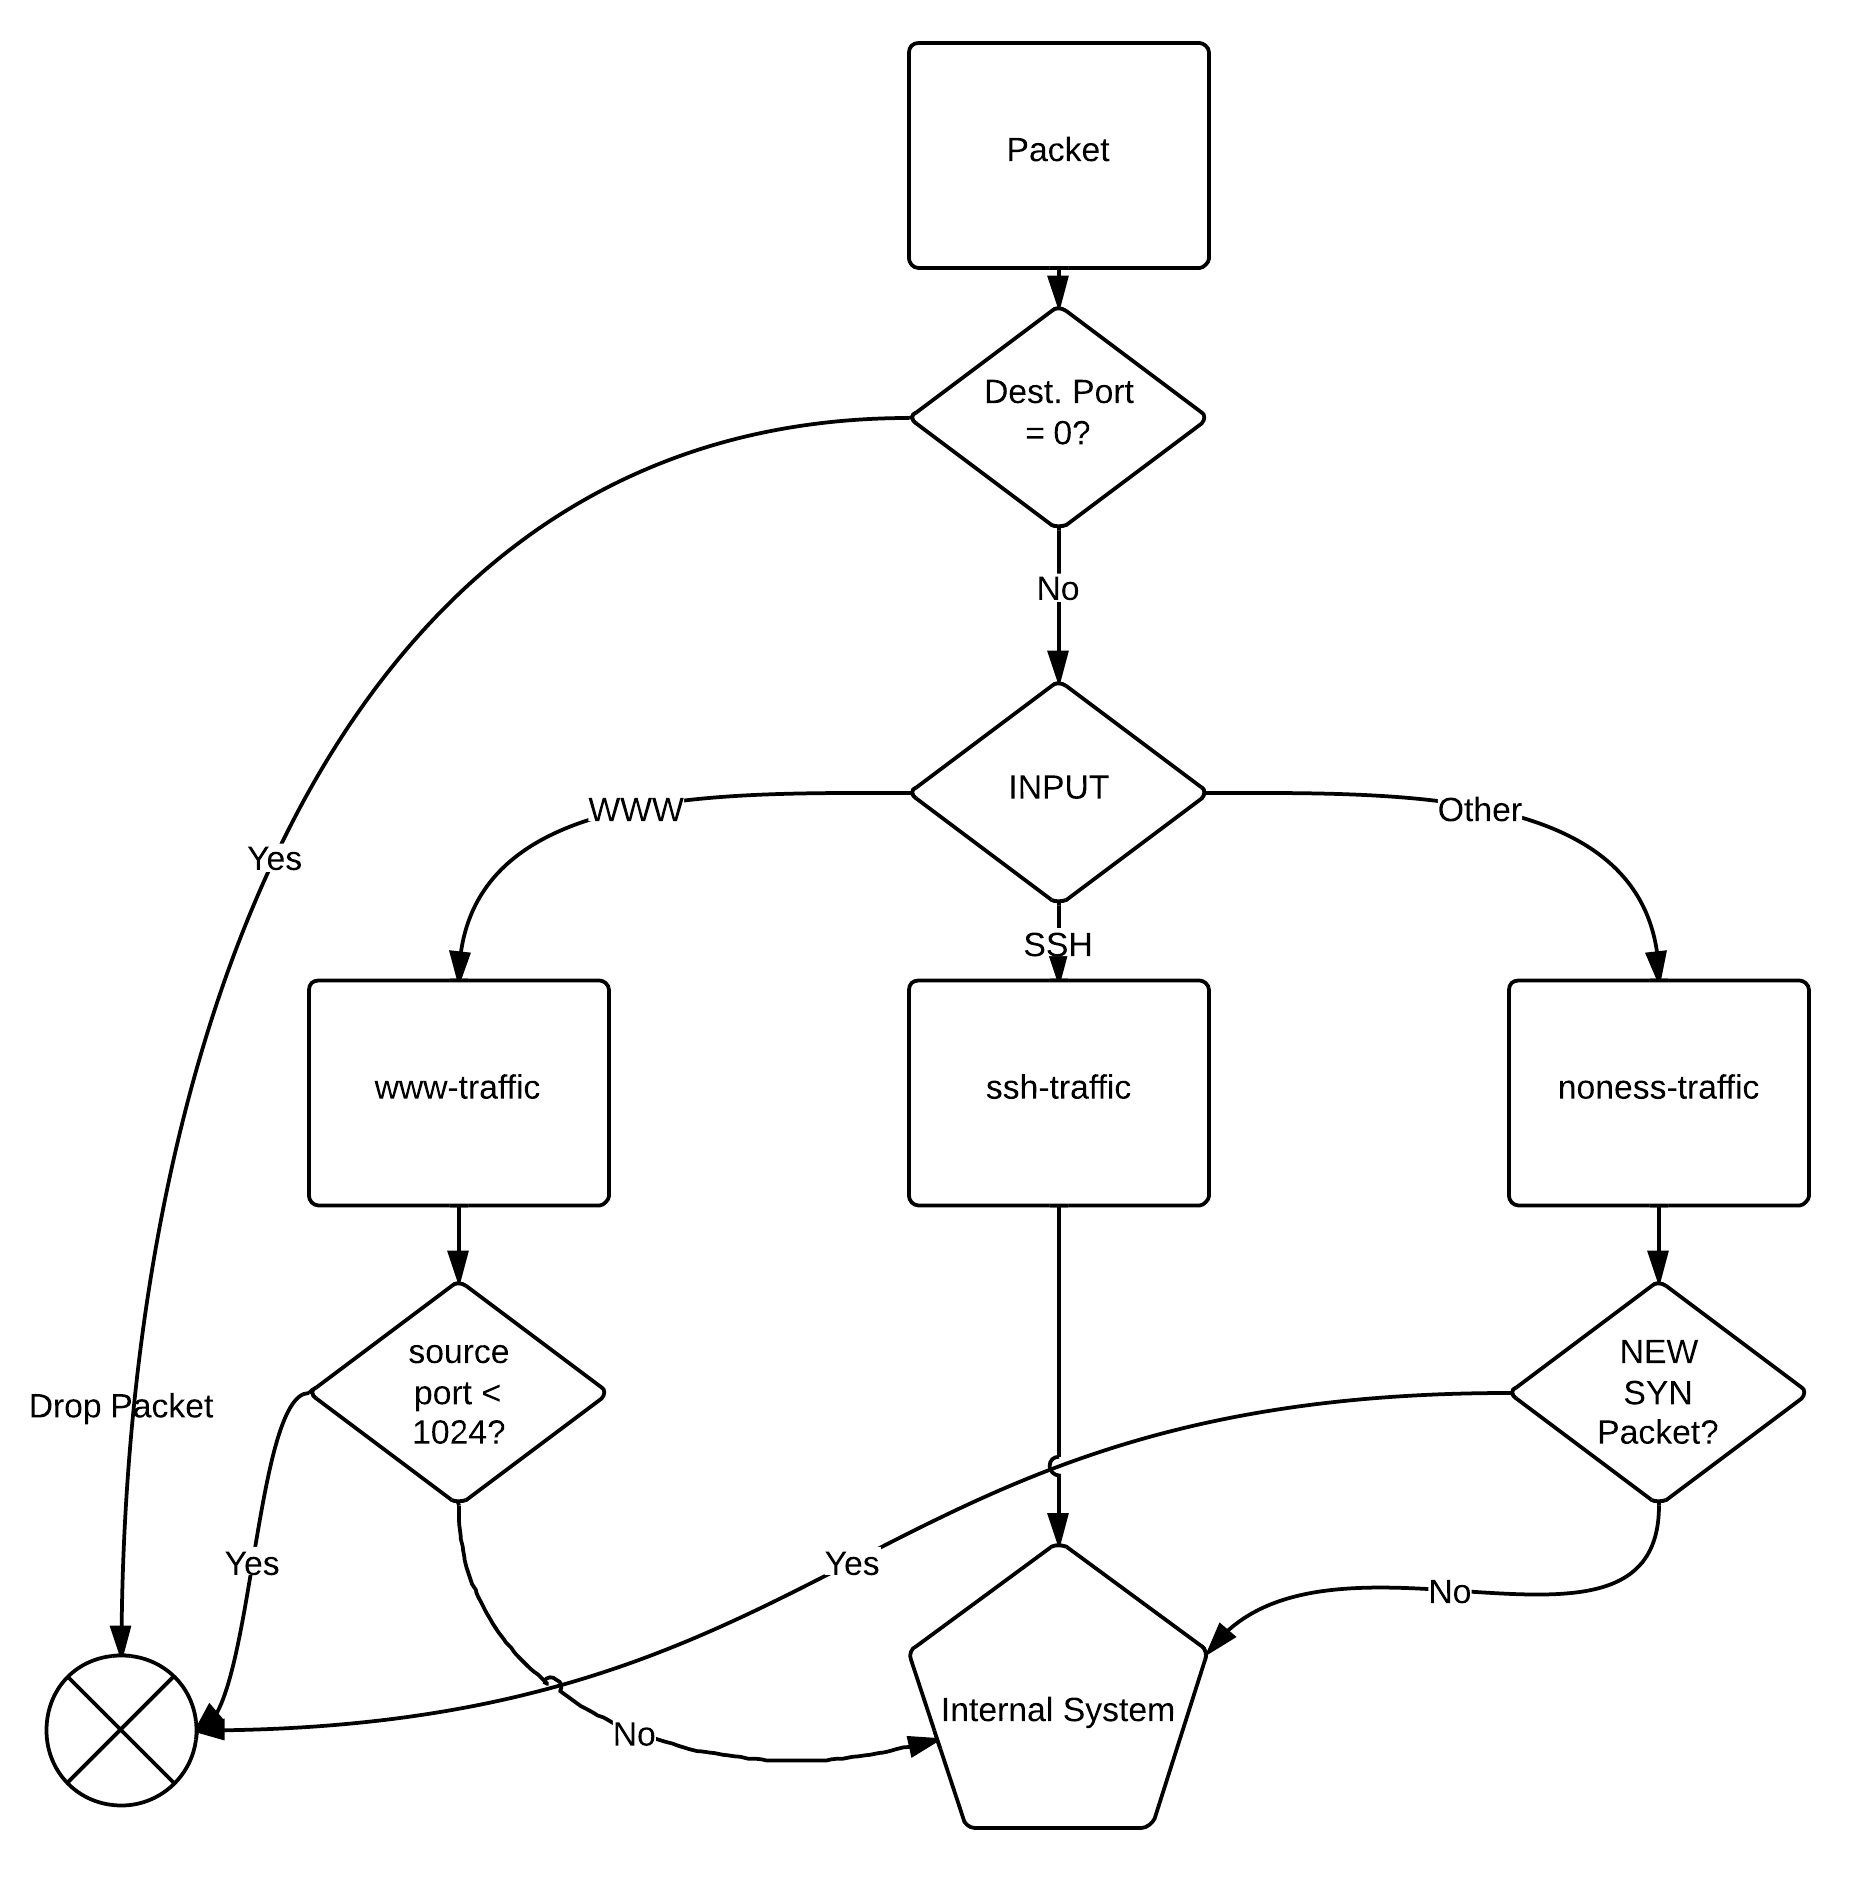 Packet
Dest. Port
= 0?
No
INPUT
WWW
Other
Yes
SSH
www-traffic
ssh-traffic
noness-traffic
source
port <
1024?
NEW
SYN
Packet?
Drop Packet
Yes
Yes
No
Internal System
No